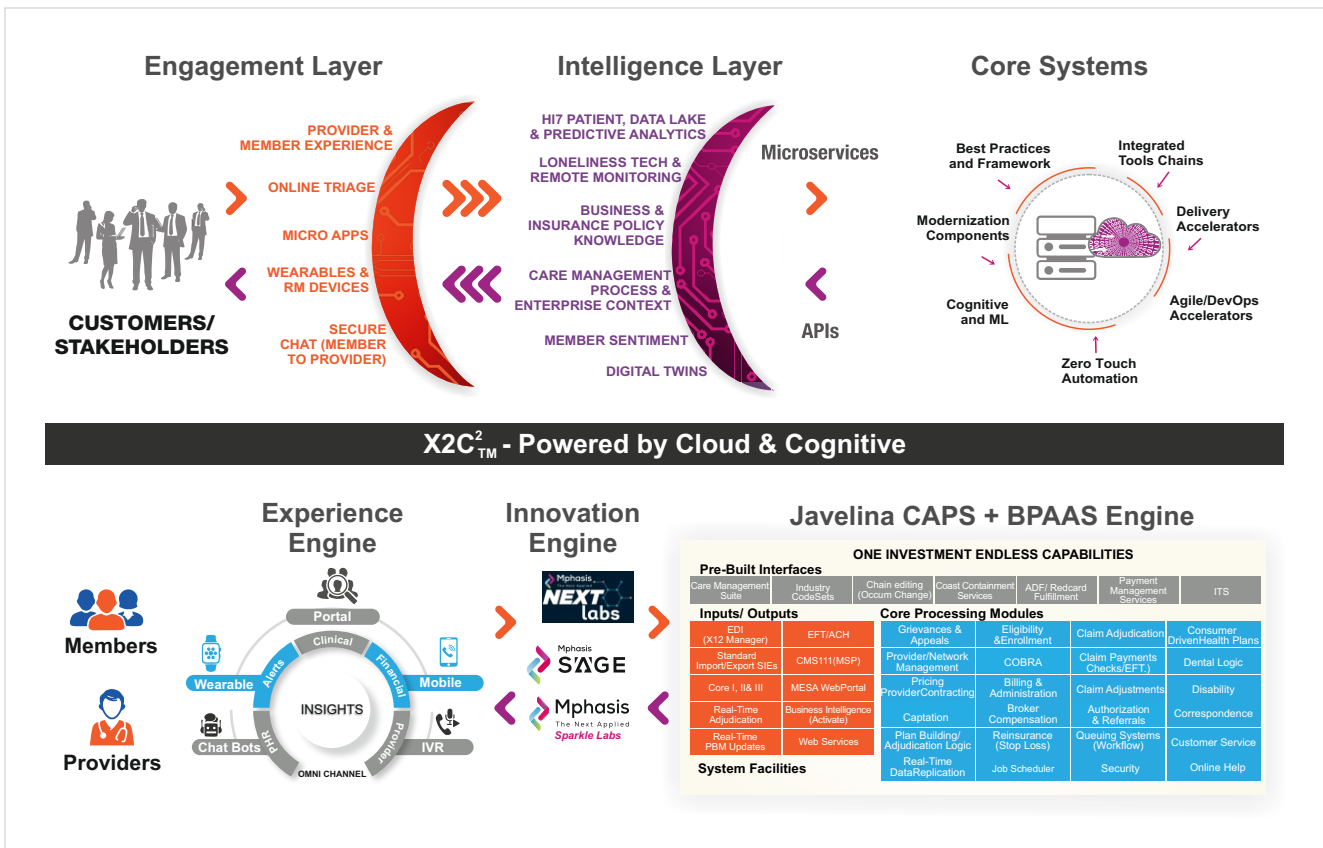 Engagement Layer
Intelligence Layer
Core Systems
PROVIDER &
MEMBER EXPERIENCE
ONLINE TRIAGE
MICRO APPS
WEARABLES &
RM DEVICES
SECURE
CHAT (MEMBER
TO PROVIDER)
CUSTOMERS/
STAKEHOLDERS
HI7 PATIENT, DATA LAKE
& PREDICTIVE ANALYTICS
LONELINESS TECH &
REMOTE MONITORING
BUSINESS &
INSURANCE POLICY
KNOWLEDGE
CARE MANAGEMENT
PROCESS &
ENTERPRISE CONTEXT
MEMBER SENTIMENT
DIGITAL TWINS
Microservices
APIs
Best Practices
and Framework
Integrated
Tools Chains
Modernization
Components
Delivery
Accelerators
Cognitive
and ML
Agile/DevOps
Accelerators
Zero Touch
Automation
X2C²TM - Powered by Cloud & Cognitive
Experience
Engine
Innovation
Engine
Javelina CAPS + BPAAS Engine
Members
Providers
Portal
Clinical
Alerts
Financial
Wearable
Mobile
INSIGHTS
Chat Bots
PHR
Provider
IVR
OMNI CHANNEL
Mphasis
The Next Applied
NEXT
labs
Mphasis
SAGE
Mphasis
The Next Applied
Sparkle Labs
ONE INVESTMENT ENDLESS CAPABILITIES
Pre-Built Interfaces
Care Management
Suite
Industry
CodeSets
Chain editing
(Occum Change)
Coast Containment
Services
ADF/ Redcard
Fulfillment
Payment
Management
Services
ITS
Inputs/ Outputs
Core Processing Modules
EDI
(X12 Manager)
EFT/ACH
Standard
Import/Export SIEs
CMS111(MSP)
Core I, II& III
MESA WebPortal
Real-Time
Adjudication
Business Intelligence
(Activate)
Real-Time
PBM Updates
Web Services
System Facilities
Grievances &
Appeals
Eligibility
&Enrollment
Claim Adjudication
Consumer
DrivenHealth Plans
Provider/Network
Management
COBRA
Claim Payments
Checks/EFT.)
Dental Logic
Pricing
ProviderContracting
Billing &
Administration
Claim Adjustments
Disability
Captation
Broker
Compensation
Authorization
& Referrals
Correspondence
Plan Building/
Adjudication Logic
Reinsurance
(Stop Loss)
Queuing Systems
(Workflow)
Customer Service
Real-Time
DataReplication
Job Scheduler
Security
Online Help